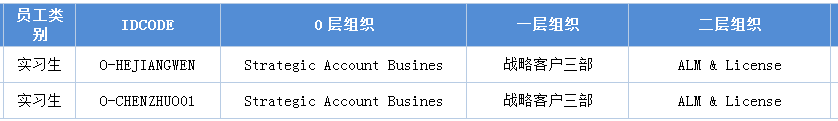 员工类别 IDCODE 0层组织 一层组织 二层组织
实习生 O-HEJIANGWEN Strategic Account Busines 战略客户三部 ALM & License
实习生 O-CHENZHUO01 Strategic Account Busines 战略客户三部 ALM & License